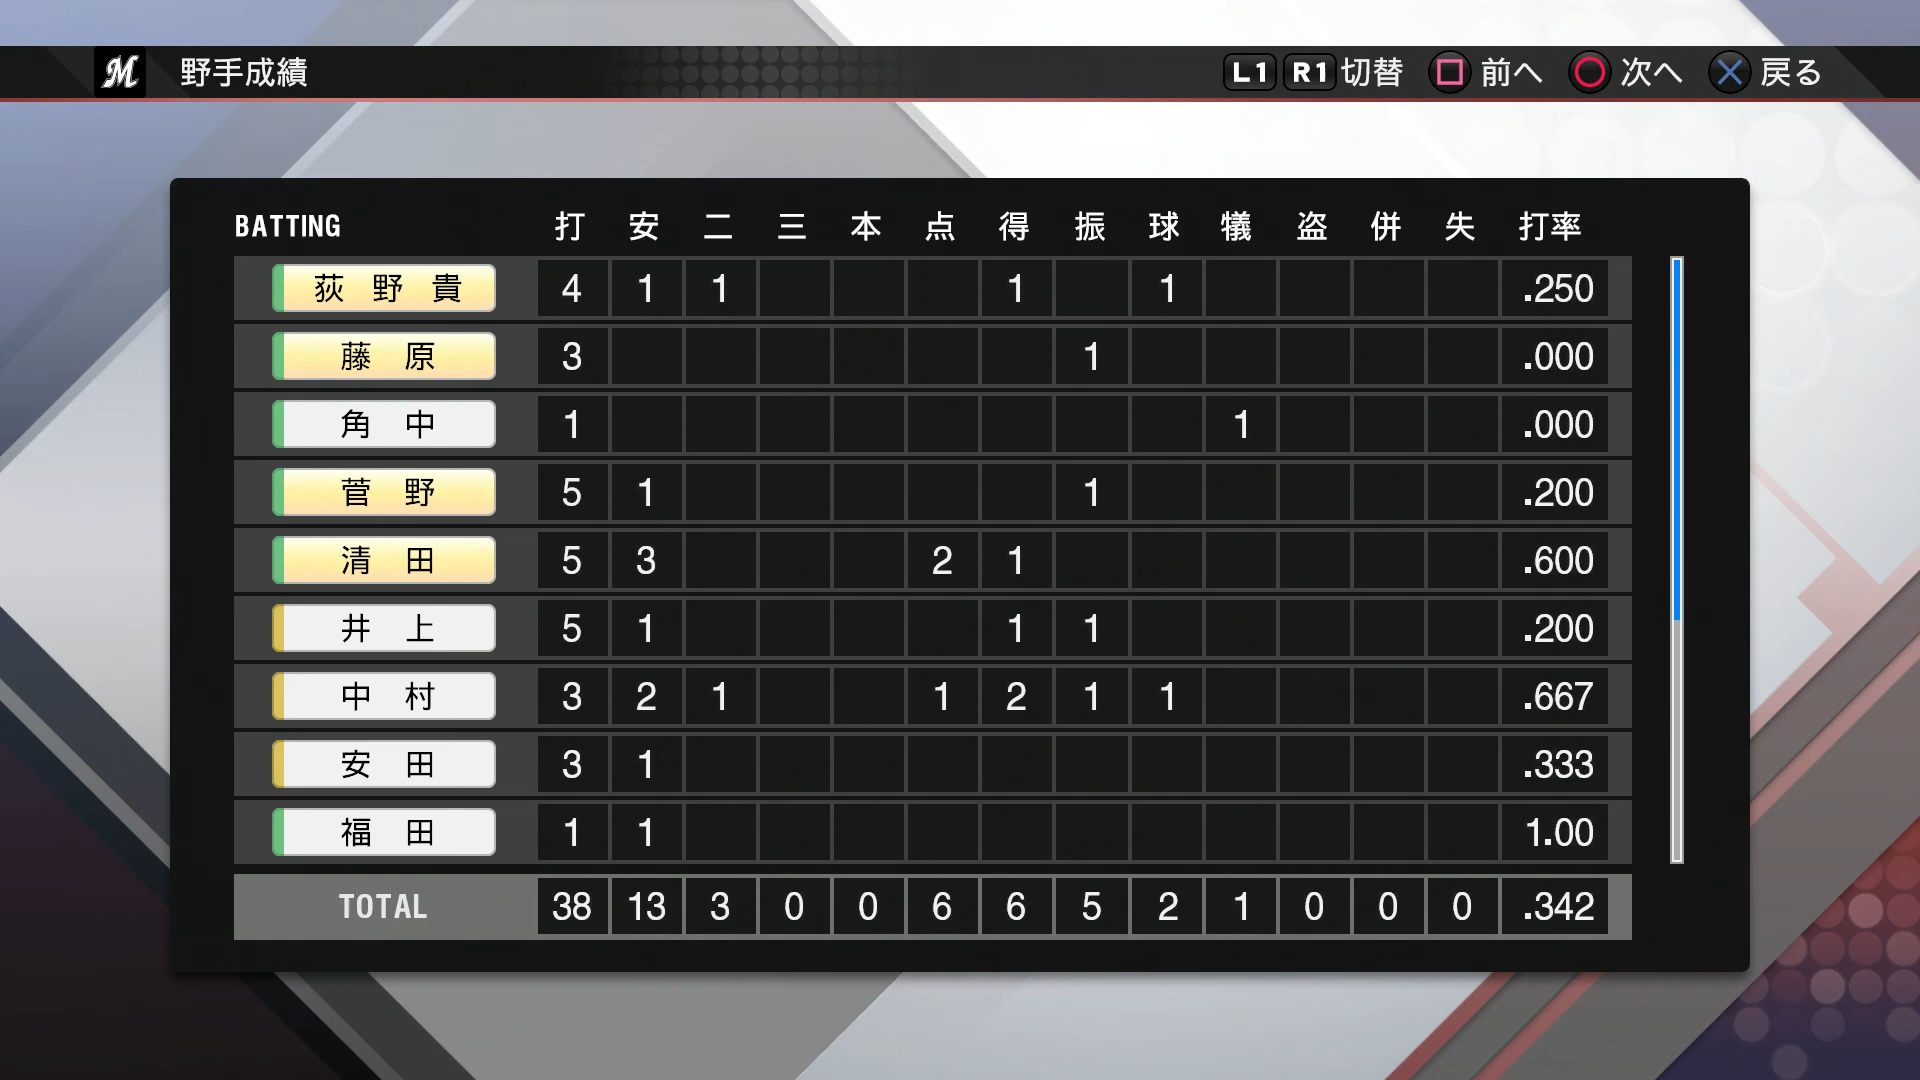 M 野手成績 L1 R1 切替 前へ 次へ 戻る
BATTING 打 安 二 三 本 点 得 振 球 犠 盗 併 失 打率
荻野貴 4 1 1 1 1 .250
藤原 3 1 .000
角中 1 1 .000
菅野 5 1 1 .200
清田 5 3 2 1 .600
井上 5 1 1 1 .200
中村 3 2 1 1 2 1 1 .667
安田 3 1 .333
福田 1 1 1.00
TOTAL 38 13 3 0 0 6 6 5 2 1 0 0 0 .342